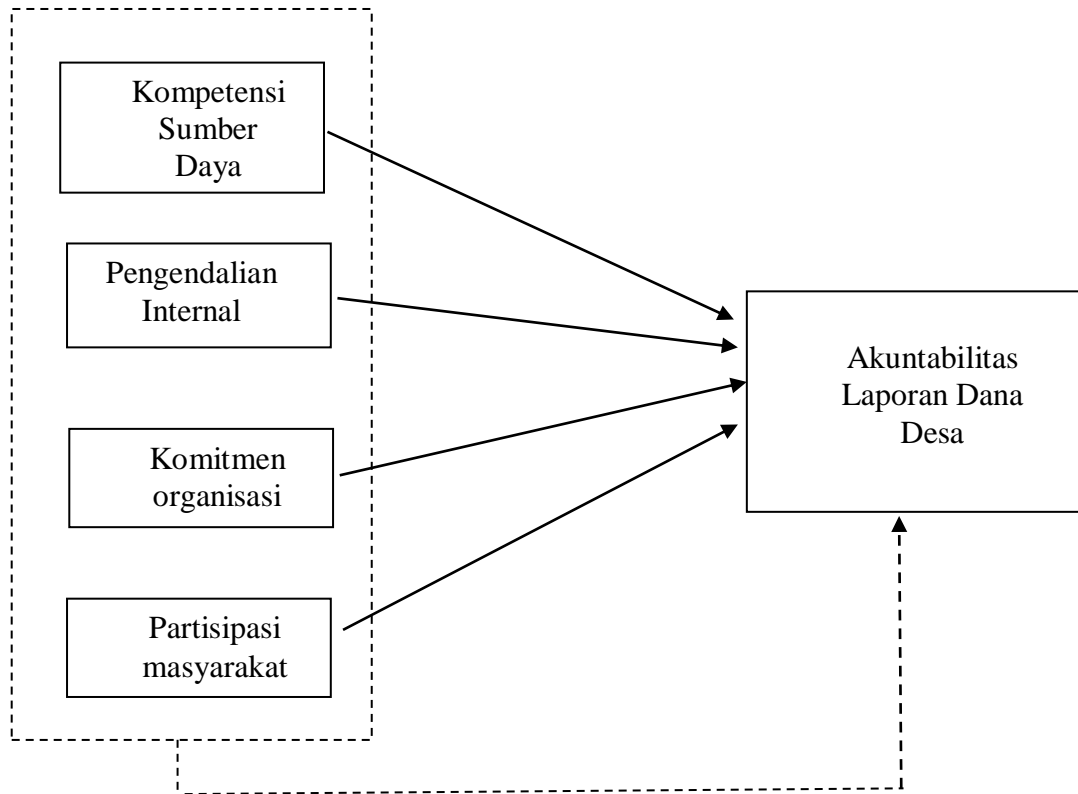 Kompetensi
Sumber
Daya
Pengendalian
Internal
Komitmen
organisasi
Partisipasi
masyarakat
Akuntabilitas
Laporan Dana
Desa